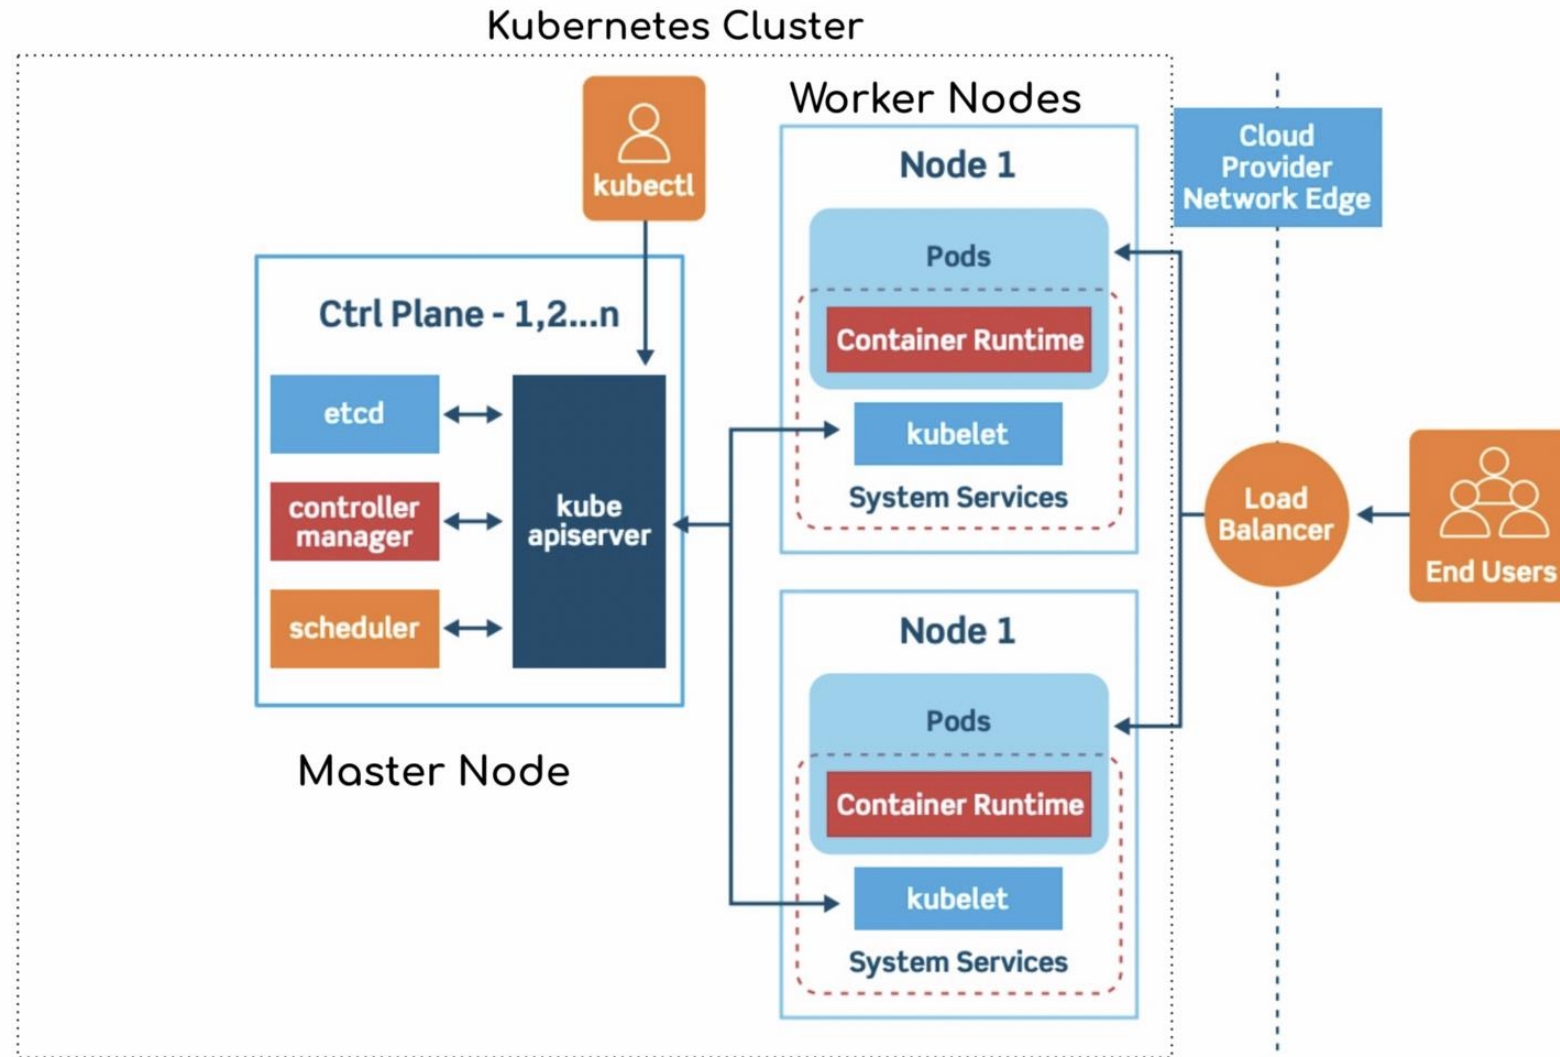 Kubernetes Cluster
kubectl
Worker Nodes
Node 1
Pods
Container Runtime
kubelet
System Services
Cloud
Provider
Network Edge
Ctrl Plane - 1,2...n
etcd
controller
manager
scheduler
kube
apiserver
Master Node
Load
Balancer
End Users
Node 1
Pods
Container Runtime
kubelet
System Services